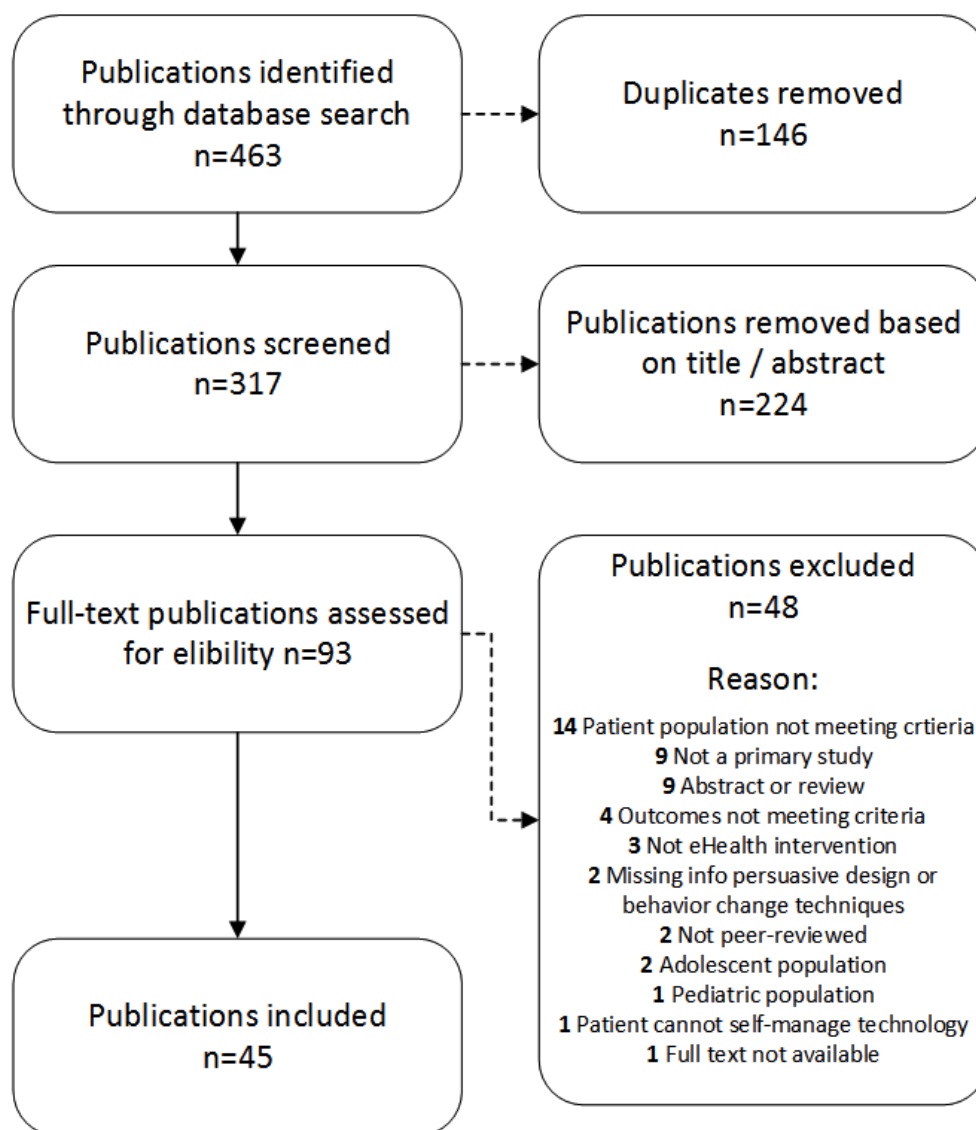 Publications identified
through database search
n=463
Duplicates removed
n=146
Publications screened
n=317
Publications removed based
on title / abstract
n=224
Full-text publications assessed
for elibility n=93
Publications excluded
n=48
Reason:
14 Patient population not meeting crtieria
9 Not a primary study
9 Abstract or review
4 Outcomes not meeting criteria
3 Not eHealth intervention
2 Missing info persuasive design or
behavior change techniques
2 Not peer-reviewed
2 Adolescent population
1 Pediatric population
1 Patient cannot self-manage technology
1 Full text not available
Publications included
n=45